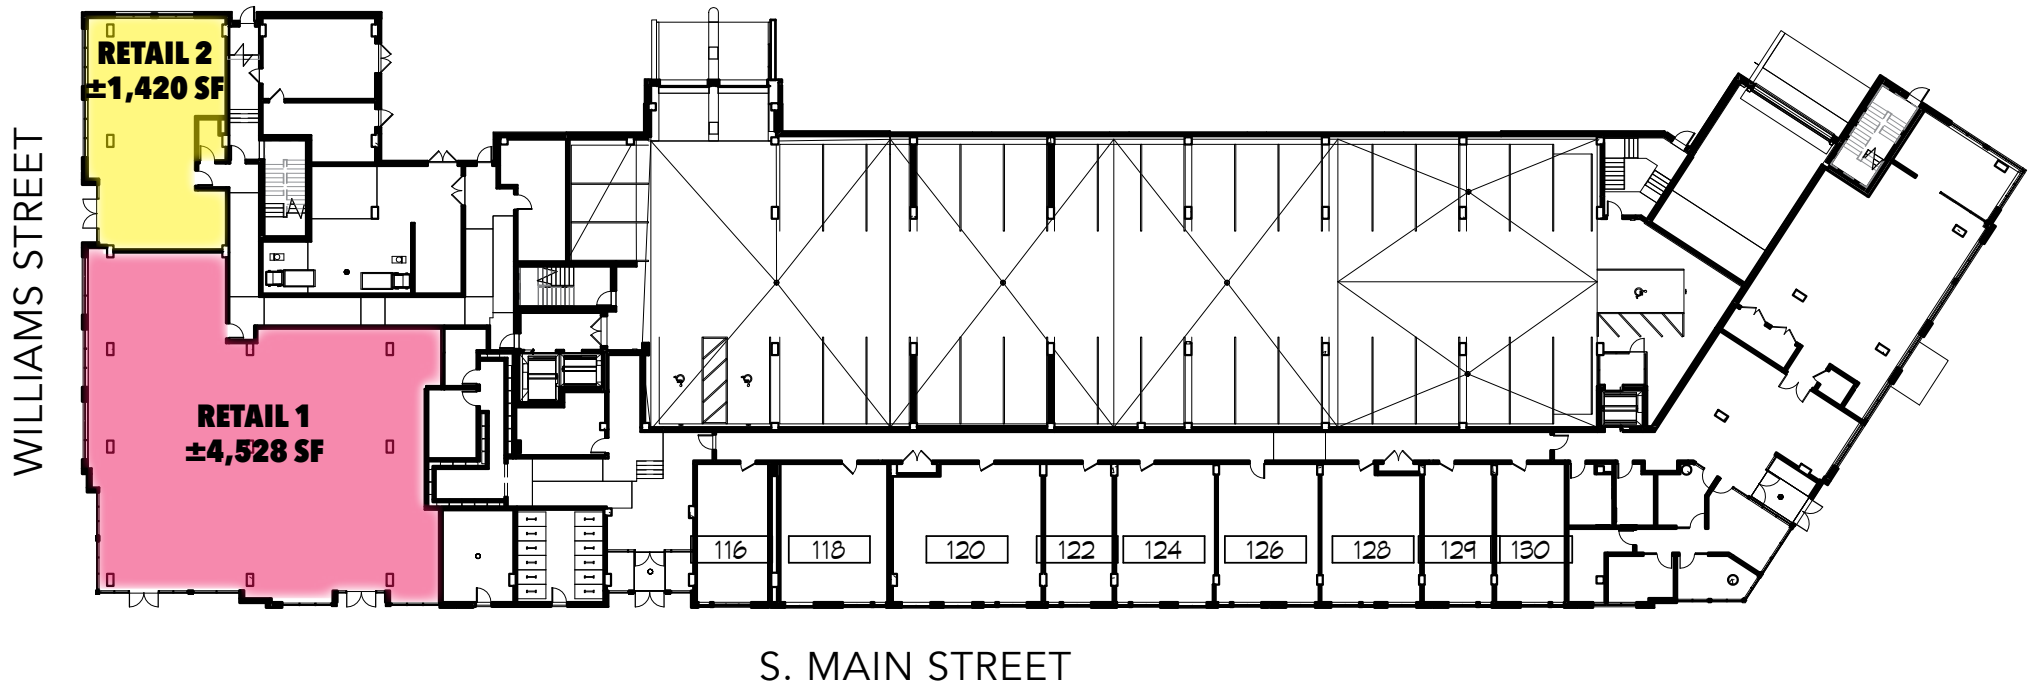 RETAIL 2
±1,420 SF
WILLIAMS STREET
RETAIL 1
±4,528 SF
116
118
120
122
124
126
128
129
130
S. MAIN STREET